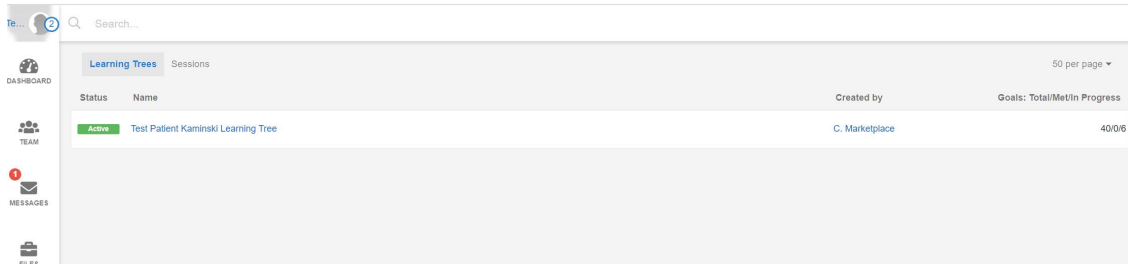 Te... 2
Search...
DASHBOARD
Learning Trees Sessions 50 per page
Status Name Created by Goals: Total/Met/In Progress
Active Test Patient Kaminski Learning Tree C. Marketplace 40/0/6
TEAM
1
MESSAGES
FILES